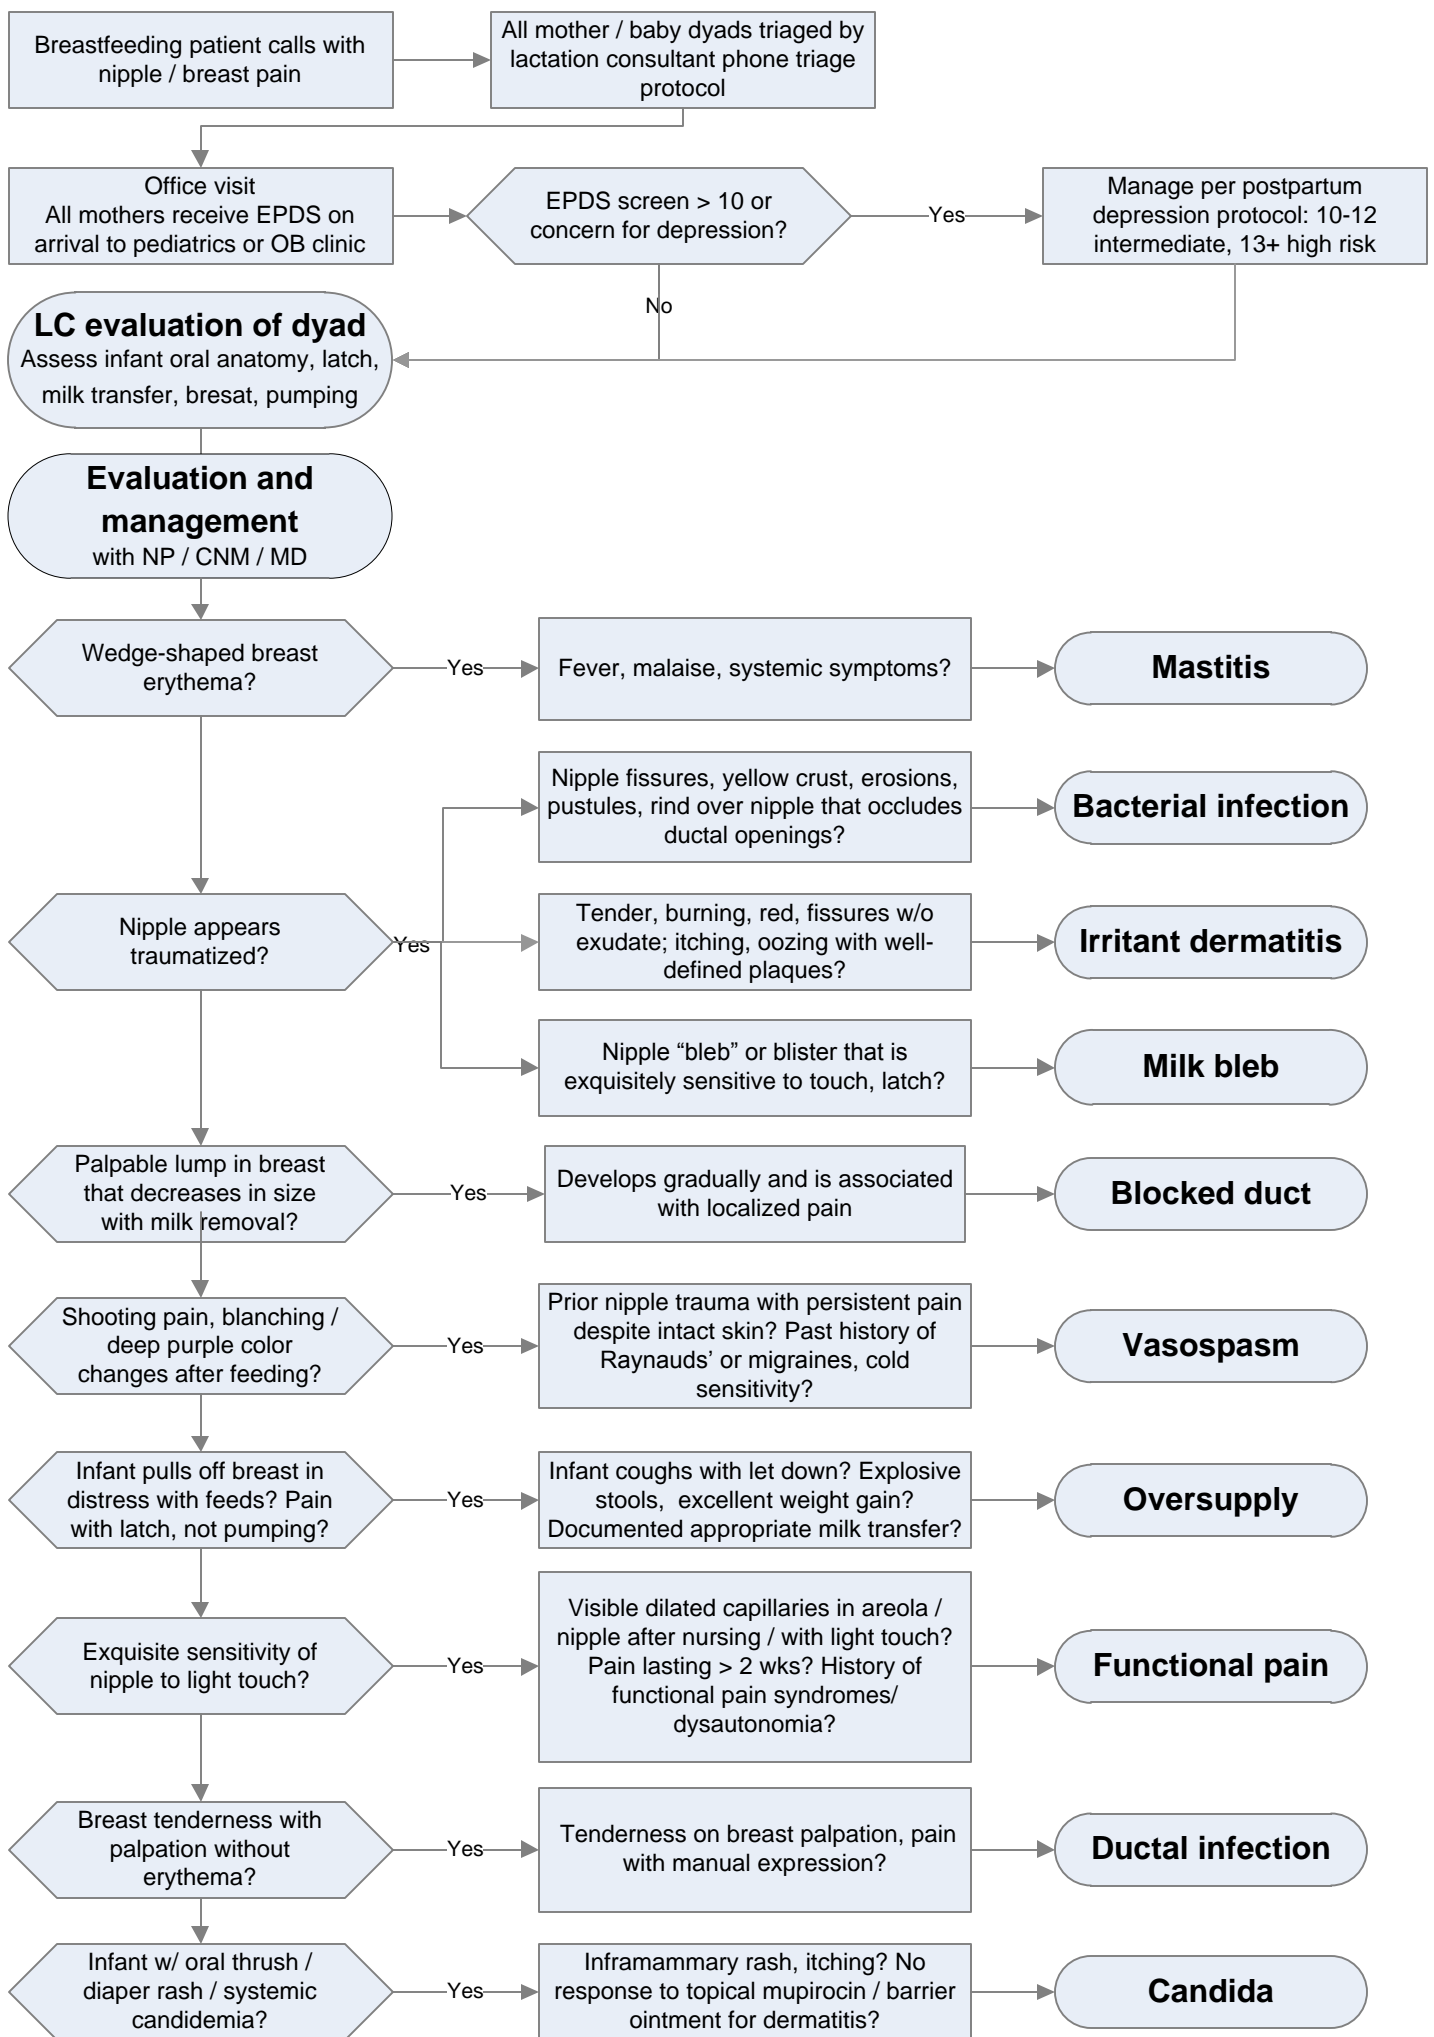 Breastfeeding patient calls with
nipple / breast pain
All mother / baby dyads triaged by
lactation consultant phone triage
protocol
Office visit
All mothers receive EPDS on
arrival to pediatrics or OB clinic
EPDS screen > 10 or
concern for depression?
Yes
Manage per postpartum
depression protocol: 10-12
intermediate, 13+ high risk
No
LC evaluation of dyad
Assess infant oral anatomy, latch,
milk transfer, bresat, pumping
Evaluation and
management
with NP / CNM / MD
Wedge-shaped breast
erythema?
Yes
Fever, malaise, systemic symptoms?
Mastitis
Nipple appears
traumatized?
Yes
Nipple fissures, yellow crust, erosions,
pustules, rind over nipple that occludes
ductal openings?
Bacterial infection
Tender, burning, red, fissures w/o
exudate; itching, oozing with well-
defined plaques?
Irritant dermatitis
Nipple “bleb” or blister that is
exquisitely sensitive to touch, latch?
Milk bleb
Palpable lump in breast
that decreases in size
with milk removal?
Yes
Develops gradually and is associated
with localized pain
Blocked duct
Shooting pain, blanching /
deep purple color
changes after feeding?
Yes
Prior nipple trauma with persistent pain
despite intact skin? Past history of
Raynauds’ or migraines, cold
sensitivity?
Vasospasm
Infant pulls off breast in
distress with feeds? Pain
with latch, not pumping?
Yes
Infant coughs with let down? Explosive
stools, excellent weight gain?
Documented appropriate milk transfer?
Oversupply
Exquisite sensitivity of
nipple to light touch?
Yes
Visible dilated capillaries in areola /
nipple after nursing / with light touch?
Pain lasting > 2 wks? History of
functional pain syndromes/
dysautonomia?
Functional pain
Breast tenderness with
palpation without
erythema?
Yes
Tenderness on breast palpation, pain
with manual expression?
Ductal infection
Infant w/ oral thrush /
diaper rash / systemic
candidemia?
Yes
Inframammary rash, itching? No
response to topical mupirocin / barrier
ointment for dermatitis?
Candida